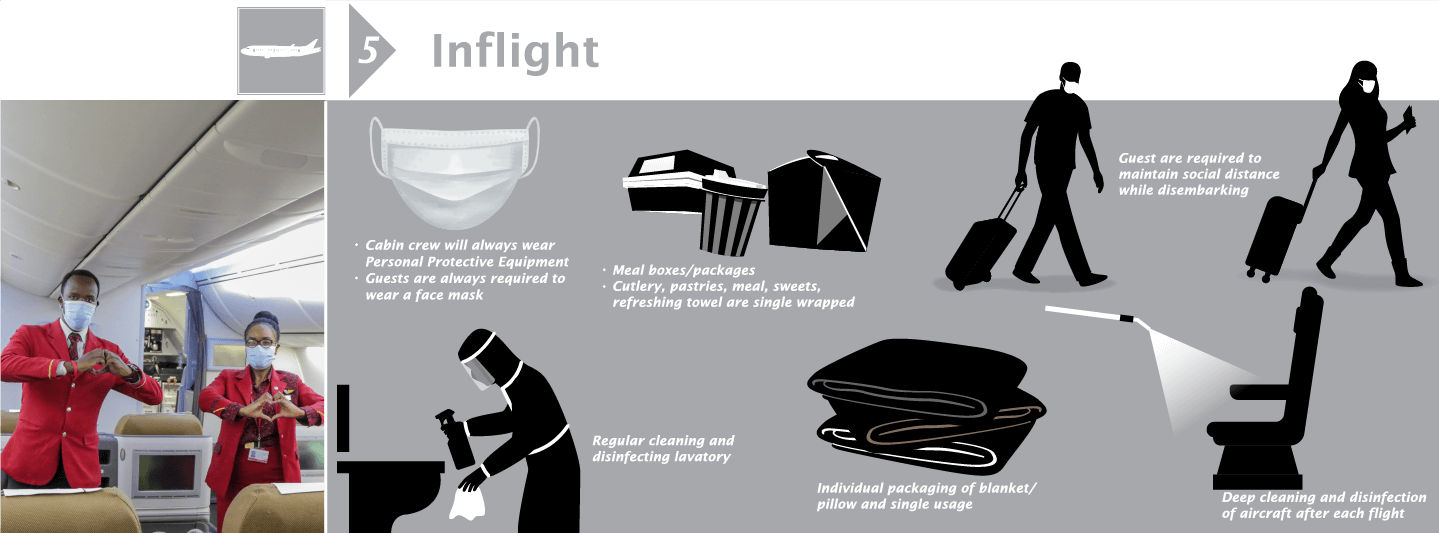 5
Inflight
• Cabin crew will always wear
Personal Protective Equipment
• Guests are always required to
wear a face mask
• Meal boxes/packages
• Cutlery, pastries, meal, sweets,
refreshing towel are single wrapped
Guest are required to
maintain social distance
while disembarking
Regular cleaning and
disinfecting lavatory
Individual packaging of blanket/
pillow and single usage
Deep cleaning and disinfection
of aircraft after each flight